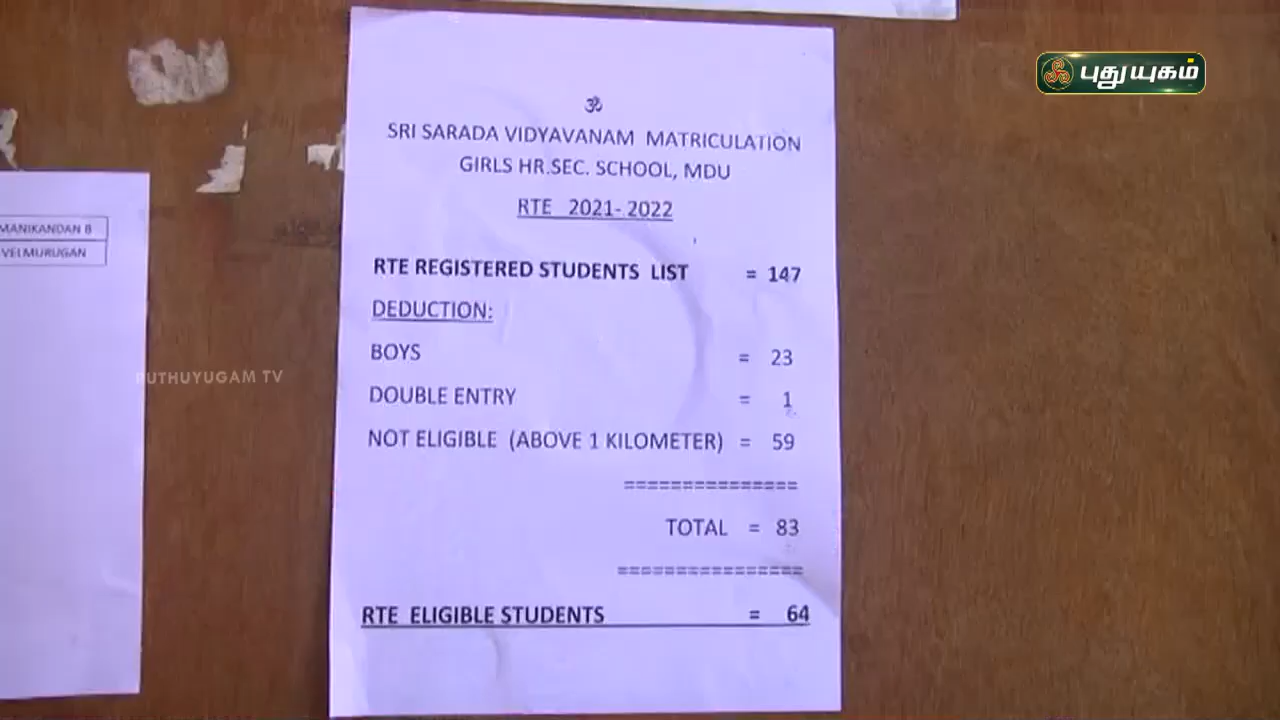 புதுயுகம்
ॐ
SRI SARADA VIDYAVANAM MATRICULATION
GIRLS HR.SEC. SCHOOL, MDU
RTE 2021- 2022
MANIKANDAN B
VELMURUGAN
RTE REGISTERED STUDENTS LIST = 147
DEDUCTION:
BOYS = 23
PUTHUYUGAM TV
DOUBLE ENTRY = 1
NOT ELIGIBLE (ABOVE 1 KILOMETER) = 59
===============
TOTAL = 83
================
RTE ELIGIBLE STUDENTS = 64